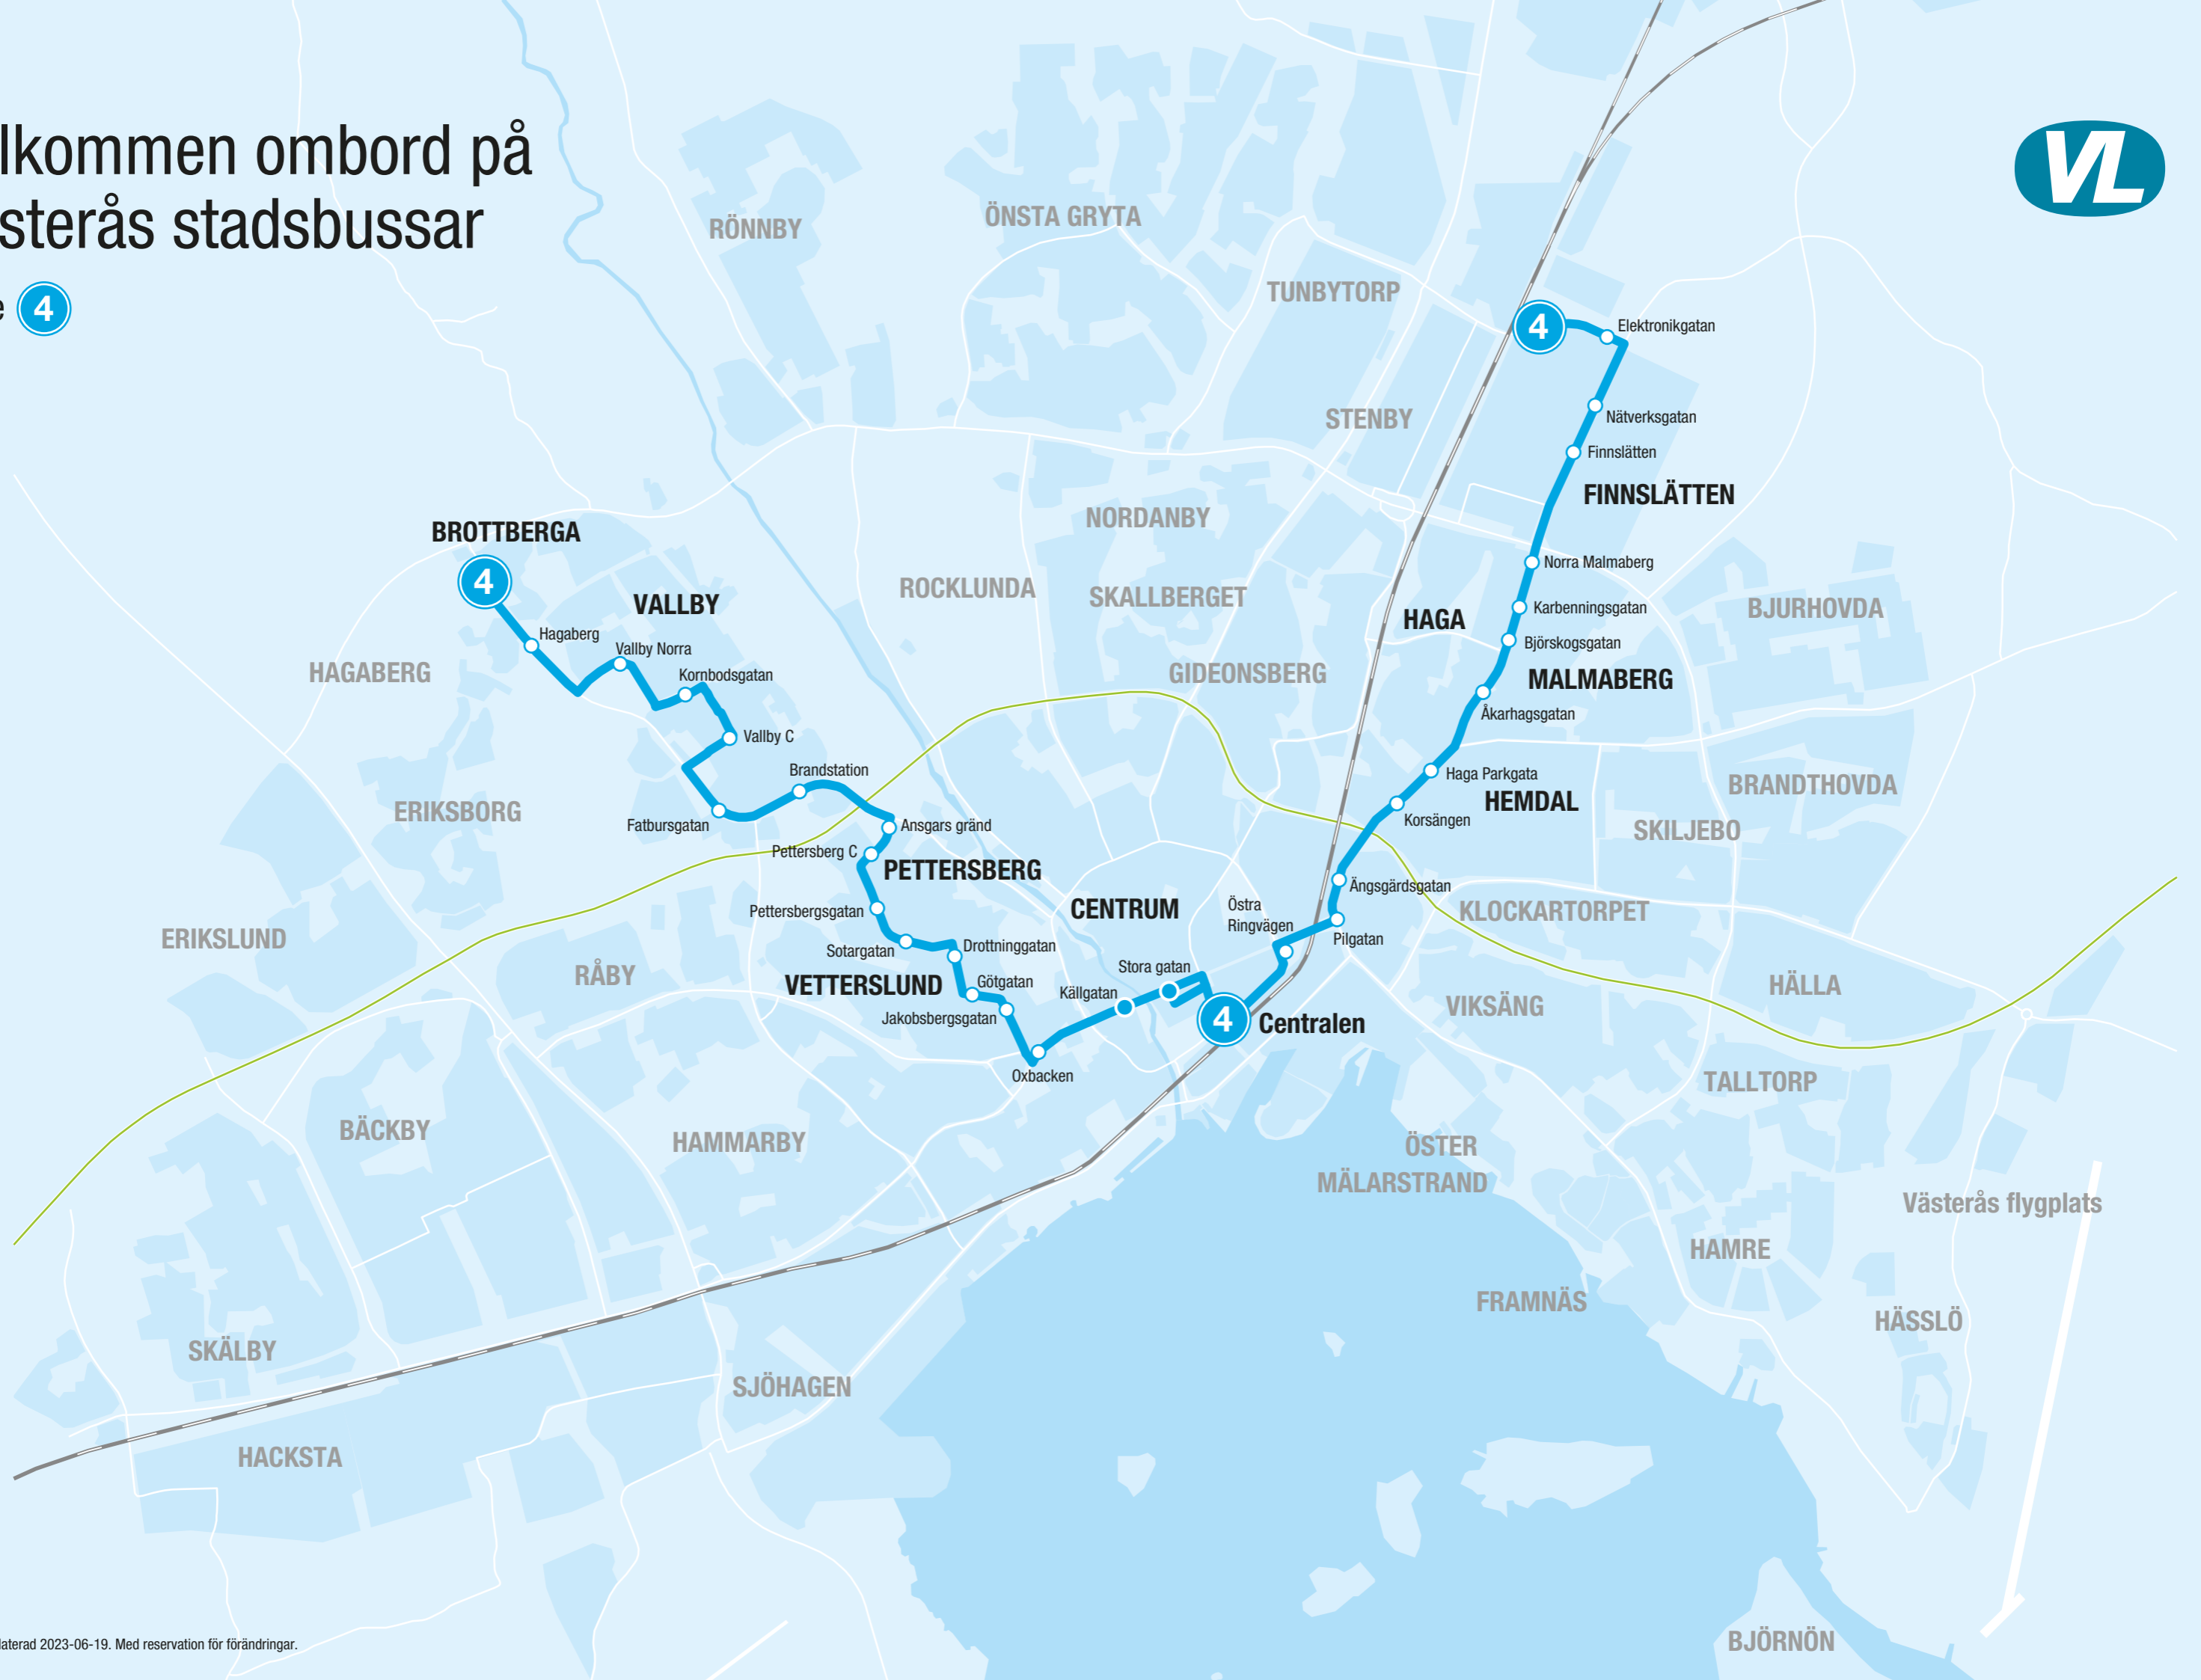 lkommen ombord på
sterås stadsbussar
e 4
VL
RÖNNBY
ÖNSTA GRYTA
TUNBYTORP
4
Elektronikgatan
STENBY
Nätverksgatan
Finnslätten
FINNSLÄTTEN
NORDANBY
BROTTBERGA
4
Norra Malmaberg
ROCKLUNDA
SKALLBERGET
VALLBY
HAGA
Karbenningsgatan
BJURHOVDA
Hagaberg
Vallby Norra
Björskogsgatan
HAGABERG
Kornbodsgatan
GIDEONSBERG
MALMABERG
Åkarhagsgatan
Vallby C
Brandstation
Haga Parkgata
BRANDTHOVDA
HEMDAL
ERIKSBORG
Fatbursgatan
Ansgars gränd
Korsängen
SKILJEBO
Pettersberg C
PETTERSBERG
Ängsgärdsgatan
Pettersbergsgatan
CENTRUM
Östra
Ringvägen
KLOCKARTORPET
ERIKSLUND
Sotargatan
Drottninggatan
Pilgatan
RÅBY
VETTERSLUND
Götgatan
Stora gatan
HÄLLA
Källgatan
VIKSÄNG
Jakobsbergsgatan
4
Centralen
Oxbacken
TALLTORP
BÄCKBY
HAMMARBY
ÖSTER
MÄLARSTRAND
Västerås flygplats
HAMRE
FRAMNÄS
HÄSSLÖ
SKÄLBY
SJÖHAGEN
HACKSTA
BJÖRNÖN
laterad 2023-06-19. Med reservation för förändringar.